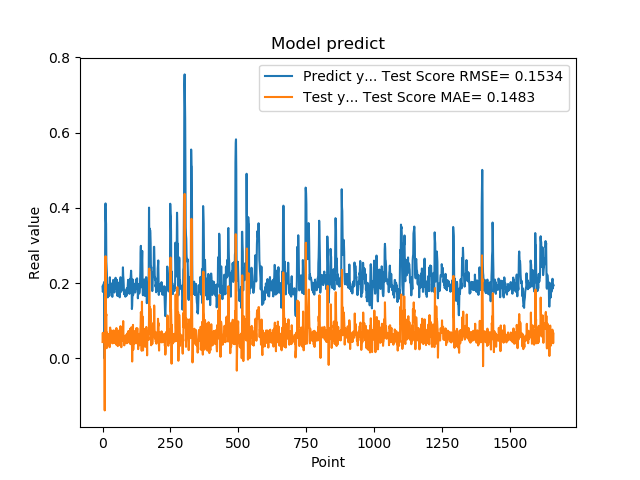 Model predict
Predict y... Test Score RMSE= 0.1534
Test y... Test Score MAE= 0.1483
Real value
0.8
0.6
0.4
0.2
0.0
0 250 500 750 1000 1250 1500
Point